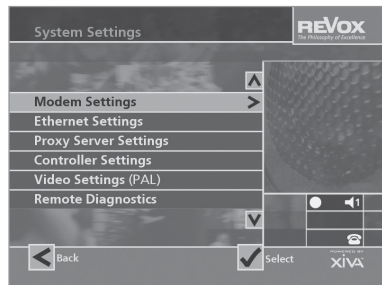 System Settings
REVOX
The Philosophy of Excellence
Modem Settings
Ethernet Settings
Proxy Server Settings
Controller Settings
Video Settings (PAL)
Remote Diagnostics
1
Back
Select
POWERED BY
XiVA